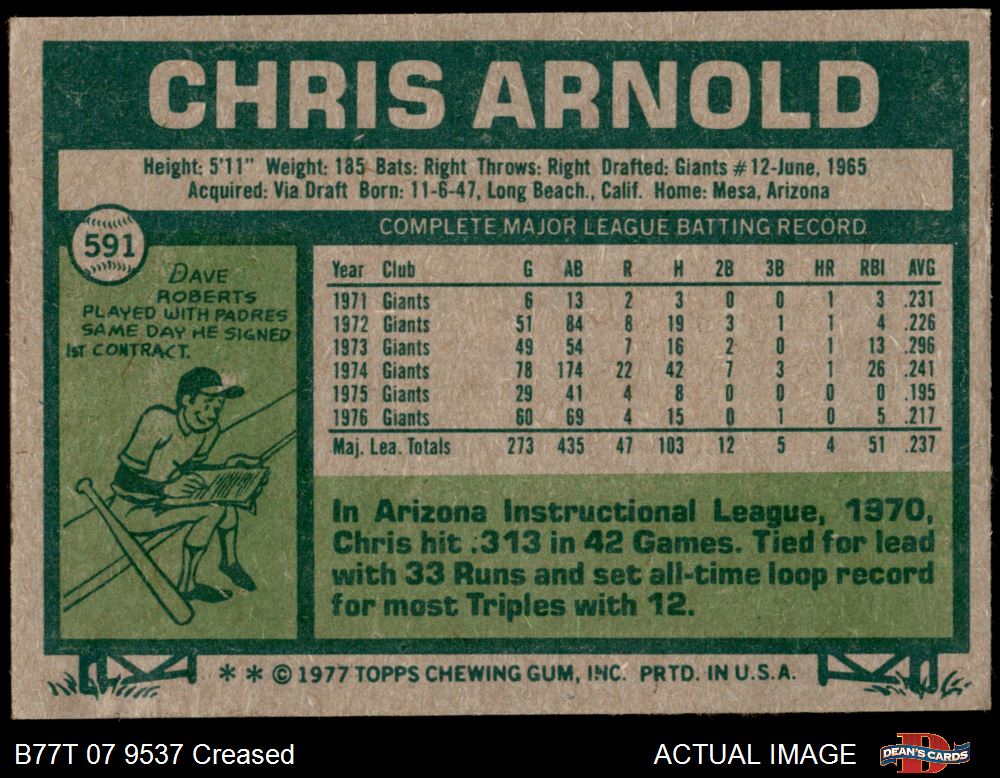 CHRIS ARNOLD
Height: 5'11" Weight: 185 Bats: Right Throws: Right Drafted: Giants #12-June, 1965
Acquired: Via Draft Born: 11-6-47, Long Beach., Calif. Home: Mesa, Arizona
591
DAVE
ROBERTS
PLAYED WITH PADRES
SAME DAY HE SIGNED
1ST CONTRACT.
COMPLETE MAJOR LEAGUE BATTING RECORD
Year Club G AB R H 2B 3B HR RBI AVG
1971 Giants 6 13 2 3 0 0 1 3 .231
1972 Giants 51 84 8 19 3 1 1 4 .226
1973 Giants 49 54 7 16 2 0 1 13 .296
1974 Giants 78 174 22 42 7 3 1 26 .241
1975 Giants 29 41 4 8 0 0 0 0 .195
1976 Giants 60 69 4 15 0 1 0 5 .217
Maj. Lea. Totals 273 435 47 103 12 5 4 51 .237
In Arizona Instructional League, 1970,
Chris hit .313 in 42 Games. Tied for lead
with 33 Runs and set all-time loop record
for most Triples with 12.
* * © 1977 TOPPS CHEWING GUM, INC. PRTD. IN U.S.A.
B77T 07 9537 Creased
ACTUAL IMAGE
DEAN'S CARDS